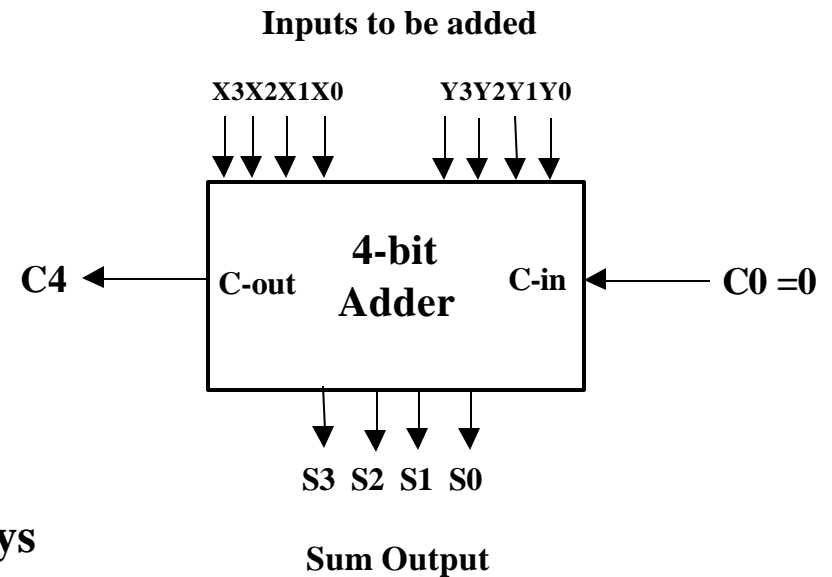 Inputs to be added
X3X2X1X0 Y3Y2Y1Y0
4-bit
Adder
C4 C-out C-in C0 =0
S3 S2 S1 S0
ys
Sum Output